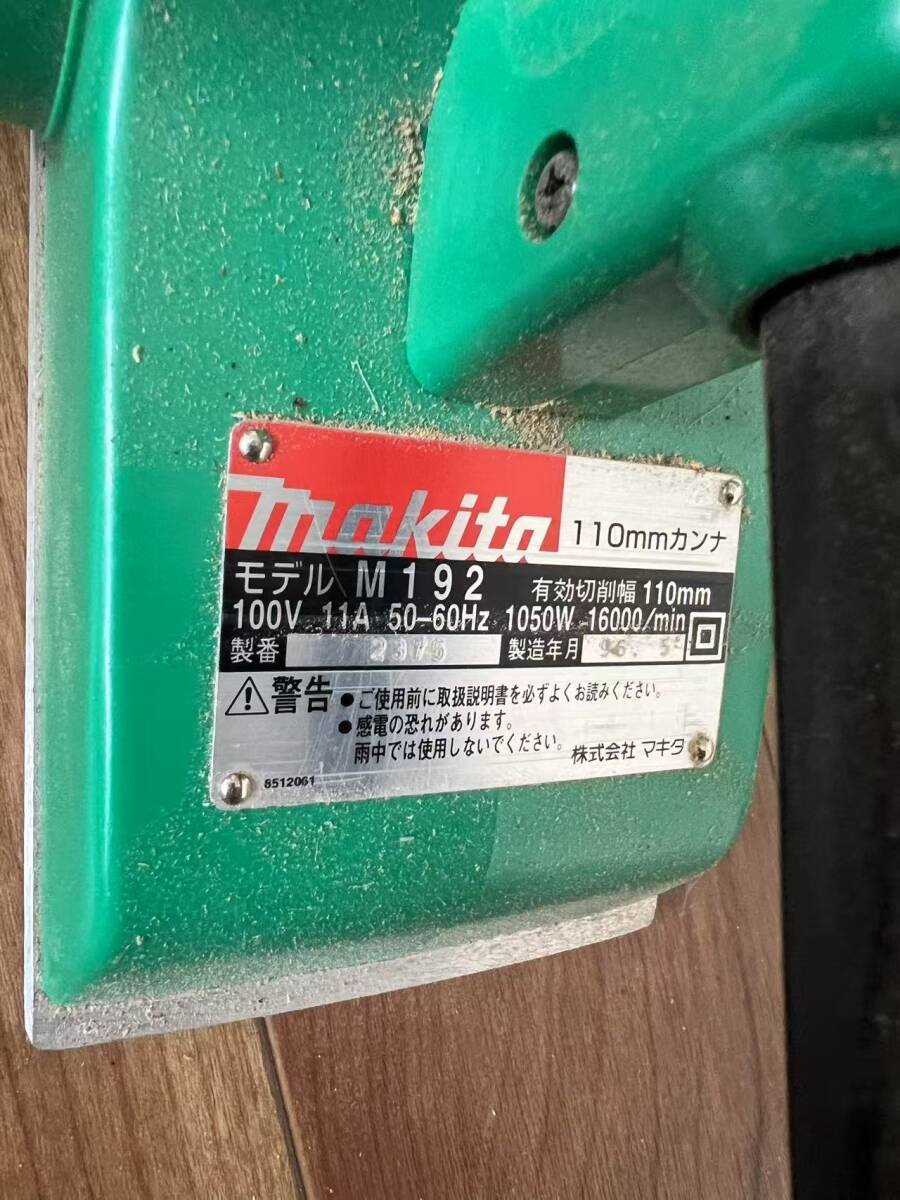 makita
110mmカンナ
モデル M192 有効切削幅 110mm
100V 11A 50-60Hz 1050W 16000/min
製番 製造年月 96. 5
警告 ●ご使用前に取扱説明書を必ずよくお読みください。
●感電の恐れがあります。
雨中では使用しないでください。
株式会社 マキタ
8512061